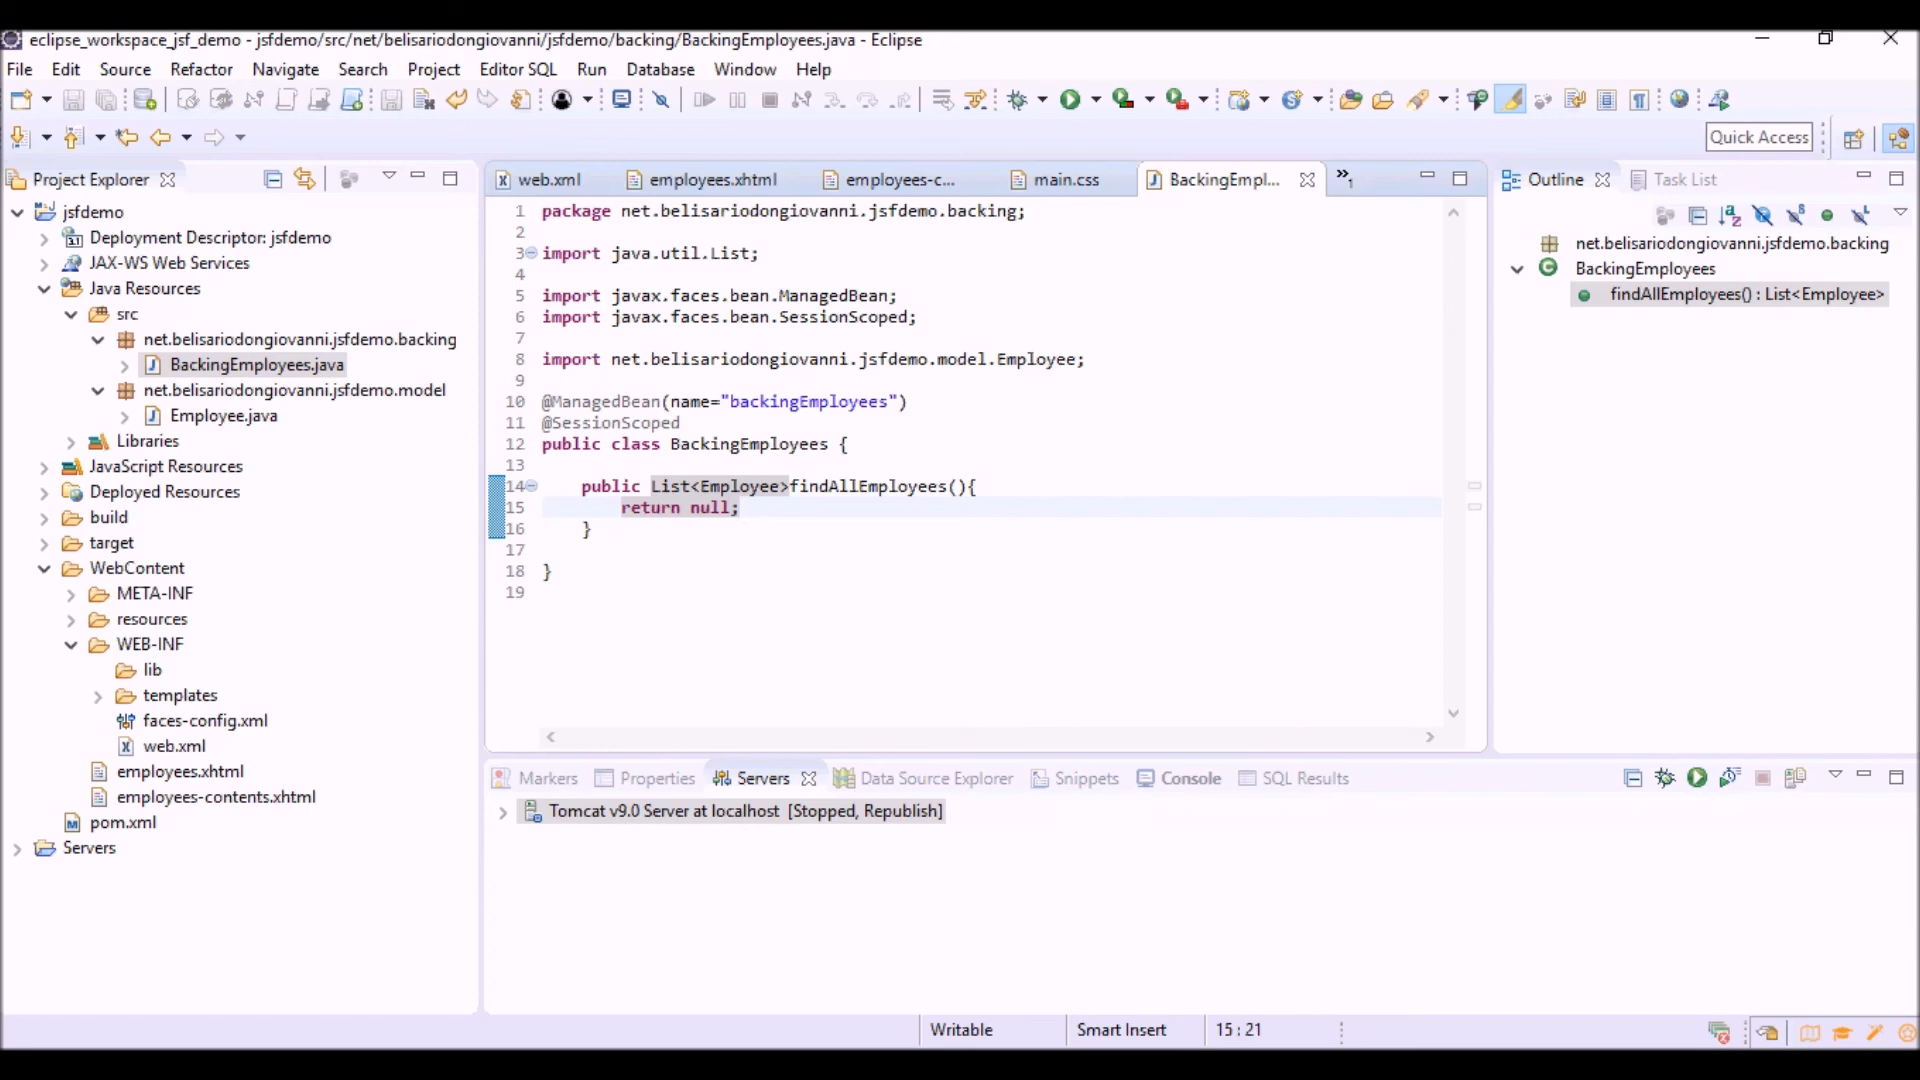 eclipse_workspace_jsf_demo - jsfdemo/src/net/belisariodongiovanni/jsfdemo/backing/BackingEmployees.java - Eclipse
File Edit Source Refactor Navigate Search Project Editor SQL Run Database Window Help
Quick Access
Project Explorer
jsfdemo
Deployment Descriptor: jsfdemo
JAX-WS Web Services
Java Resources
src
net.belisariodongiovanni.jsfdemo.backing
BackingEmployees.java
net.belisariodongiovanni.jsfdemo.model
Employee.java
Libraries
JavaScript Resources
Deployed Resources
build
target
WebContent
META-INF
resources
WEB-INF
lib
templates
faces-config.xml
web.xml
employees.xhtml
employees-contents.xhtml
pom.xml
Servers
web.xml employees.xhtml employees-c... main.css BackingEmpl... »1
1 package net.belisariodongiovanni.jsfdemo.backing;
2
3 import java.util.List;
4
5 import javax.faces.bean.ManagedBean;
6 import javax.faces.bean.SessionScoped;
7
8 import net.belisariodongiovanni.jsfdemo.model.Employee;
9
10 @ManagedBean(name="backingEmployees")
11 @SessionScoped
12 public class BackingEmployees {
13
14 public List<Employee>findAllEmployees(){
15 return null;
16 }
17
18 }
19
Outline Task List
net.belisariodongiovanni.jsfdemo.backing
BackingEmployees
findAllEmployees() : List<Employee>
Markers Properties Servers Data Source Explorer Snippets Console SQL Results
Tomcat v9.0 Server at localhost [Stopped, Republish]
Writable Smart Insert 15 : 21